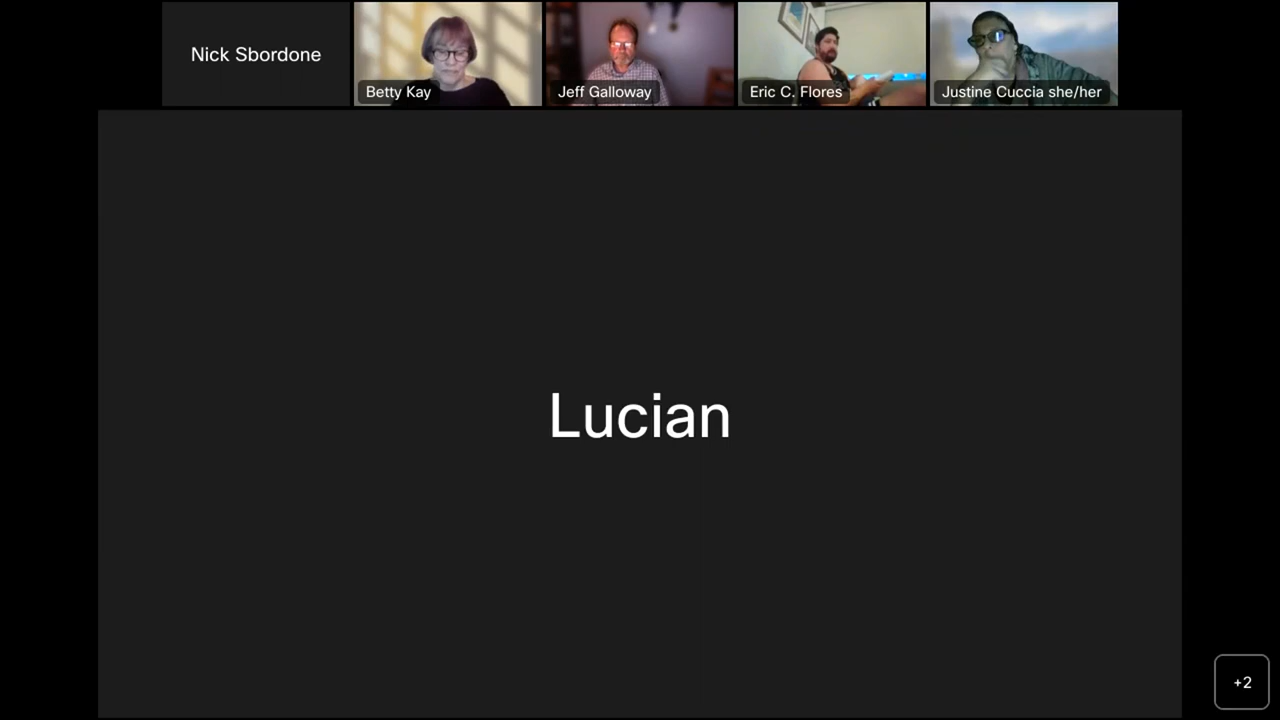 Nick Sbordone
Betty Kay
Jeff Galloway
Eric C. Flores
Justine Cuccia she/her
Lucian
+2